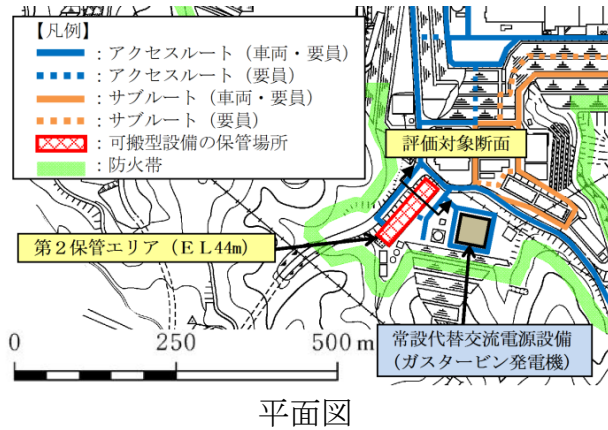 【凡例】
：アクセスルート（車両・要員）
：アクセスルート（要員）
：サブルート（車両・要員）
：サブルート（要員）
：可搬型設備の保管場所
：防火帯
評価対象断面
第２保管エリア（ＥＬ44m）
常設代替交流電源設備
(ガスタービン発電機)
0 250 500 m
平面図